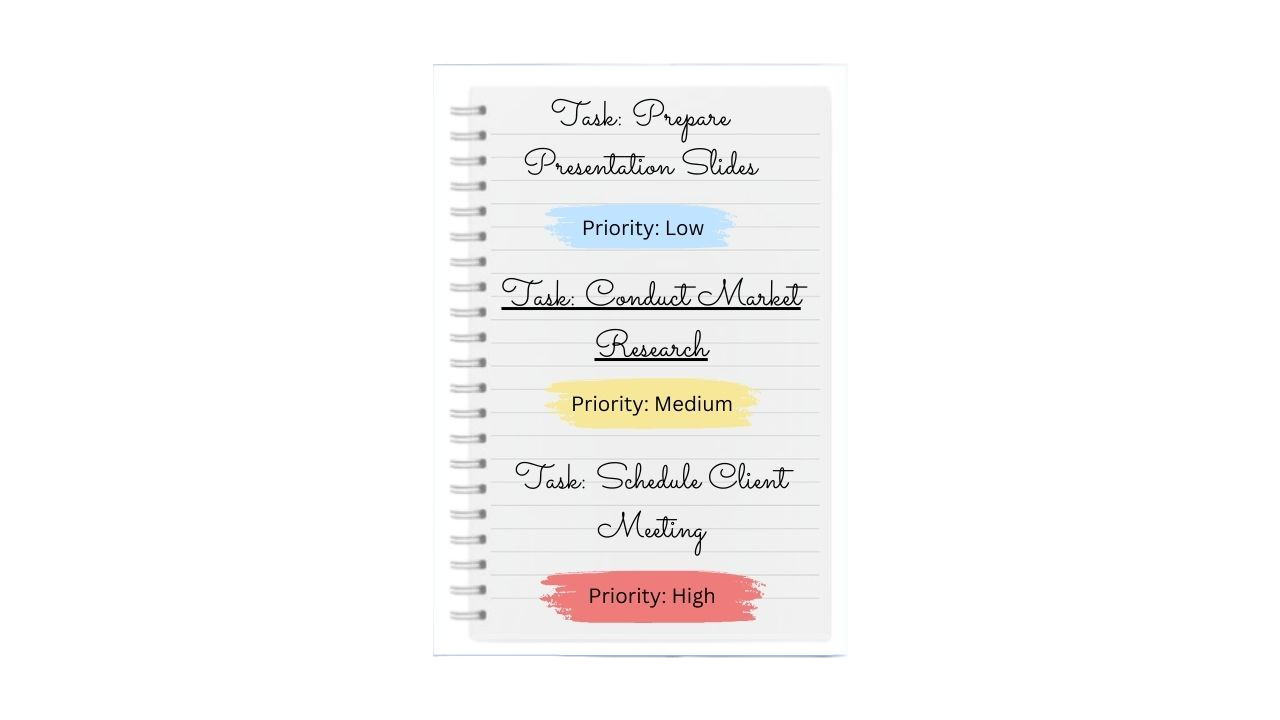 Task: Prepare
Presentation Slides
Priority: Low
Task: Conduct Market
Research
Priority: Medium
Task: Schedule Client
Meeting
Priority: High